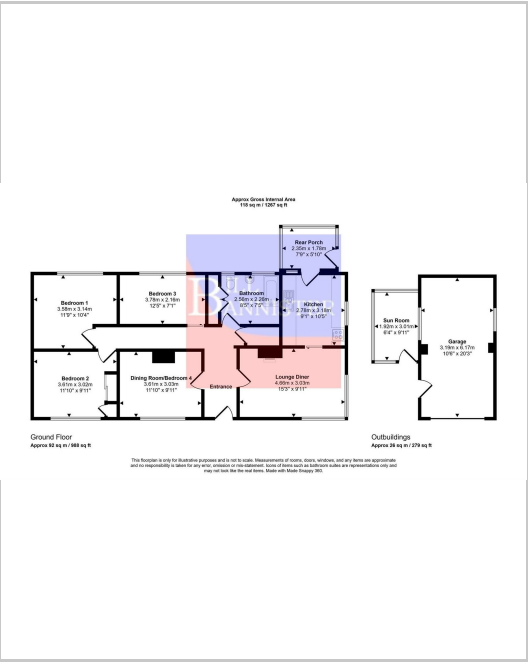 Approx Gross Internal Area
118 sq m / 1267 sq ft
Rear Porch
2.35m x 1.78m
7'9" x 5'10"
Bedroom 1
3.58m x 3.14m
11'9" x 10'4"
Bedroom 3
3.78m x 2.16m
12'5" x 7'1"
Bathroom
2.56m x 2.26m
8'5" x 7'5"
Kitchen
2.78m x 3.18m
9'1" x 10'5"
BILL
BANNISTER
Sun Room
1.92m x 3.01m
6'4" x 9'11"
Garage
3.19m x 6.17m
10'6" x 20'3"
Bedroom 2
3.61m x 3.02m
11'10" x 9'11"
Dining Room/Bedroom 4
3.61m x 3.03m
11'10" x 9'11"
Entrance
Lounge Diner
4.66m x 3.03m
15'3" x 9'11"
Ground Floor
Approx 92 sq m / 988 sq ft
Outbuildings
Approx 26 sq m / 279 sq ft
This floorplan is only for illustrative purposes and is not to scale. Measurements of rooms, doors, windows, and any items are approximate
and no responsibility is taken for any error, omission or mis-statement. Icons of items such as bathroom suites are representations only and
may not look like the real items. Made with Made Snappy 360.